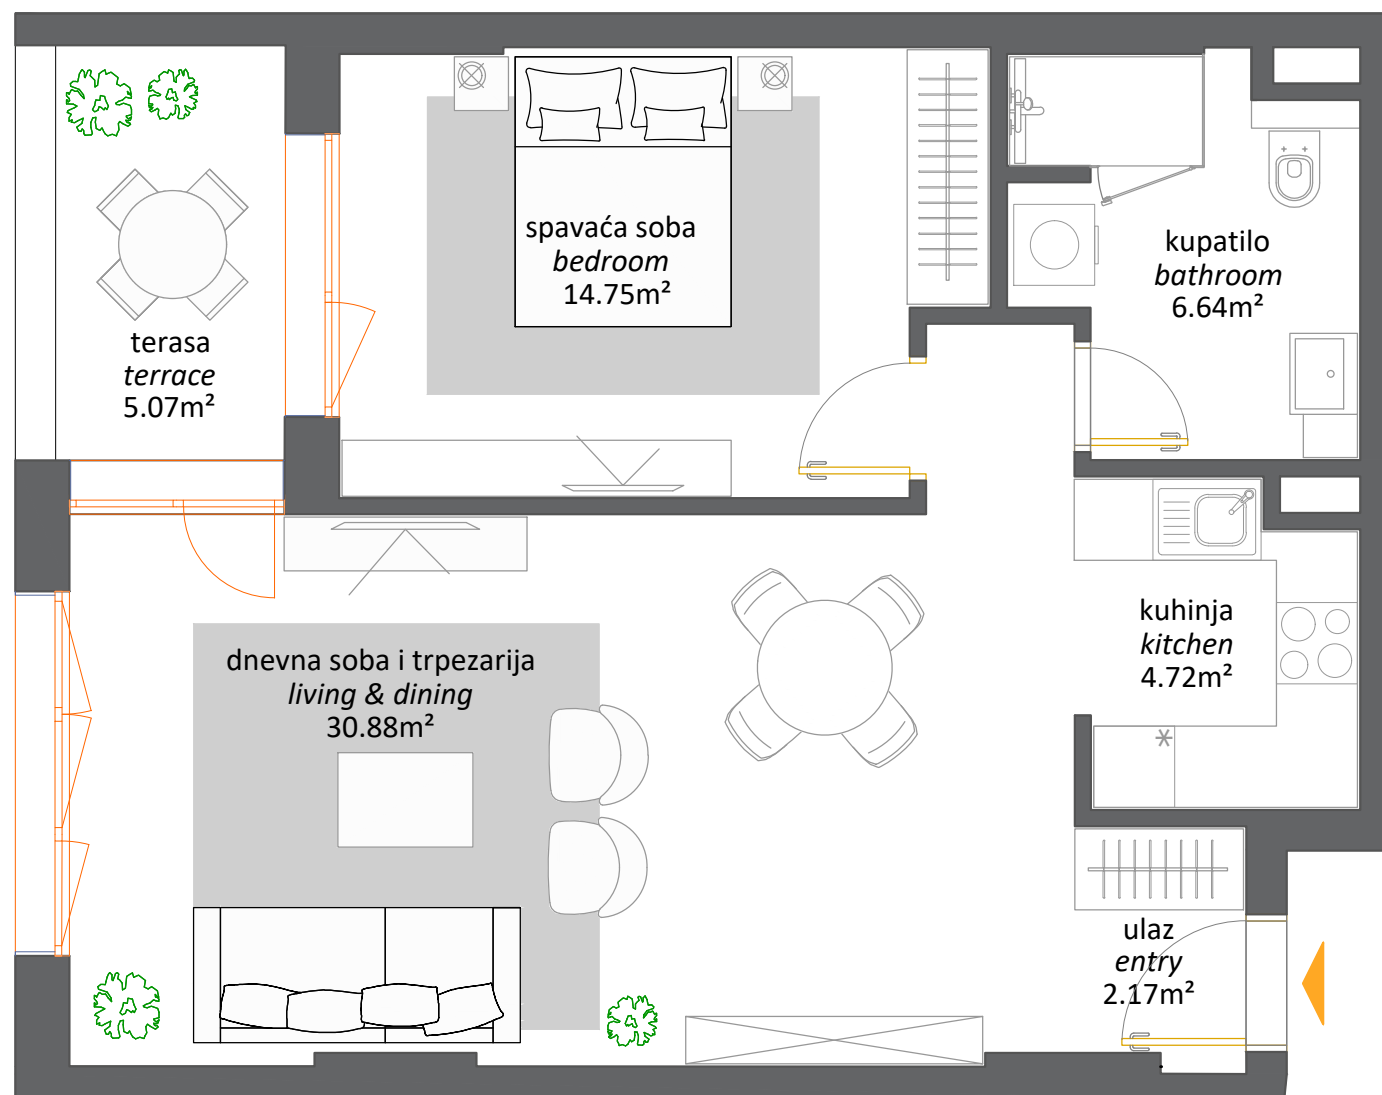 spavaća soba
bedroom
14.75m²
kupatilo
bathroom
6.64m²
terasa
terrace
5.07m²
kuhinja
kitchen
4.72m²
dnevna soba i trpezarija
living & dining
30.88m²
ulaz
entry
2.17m²